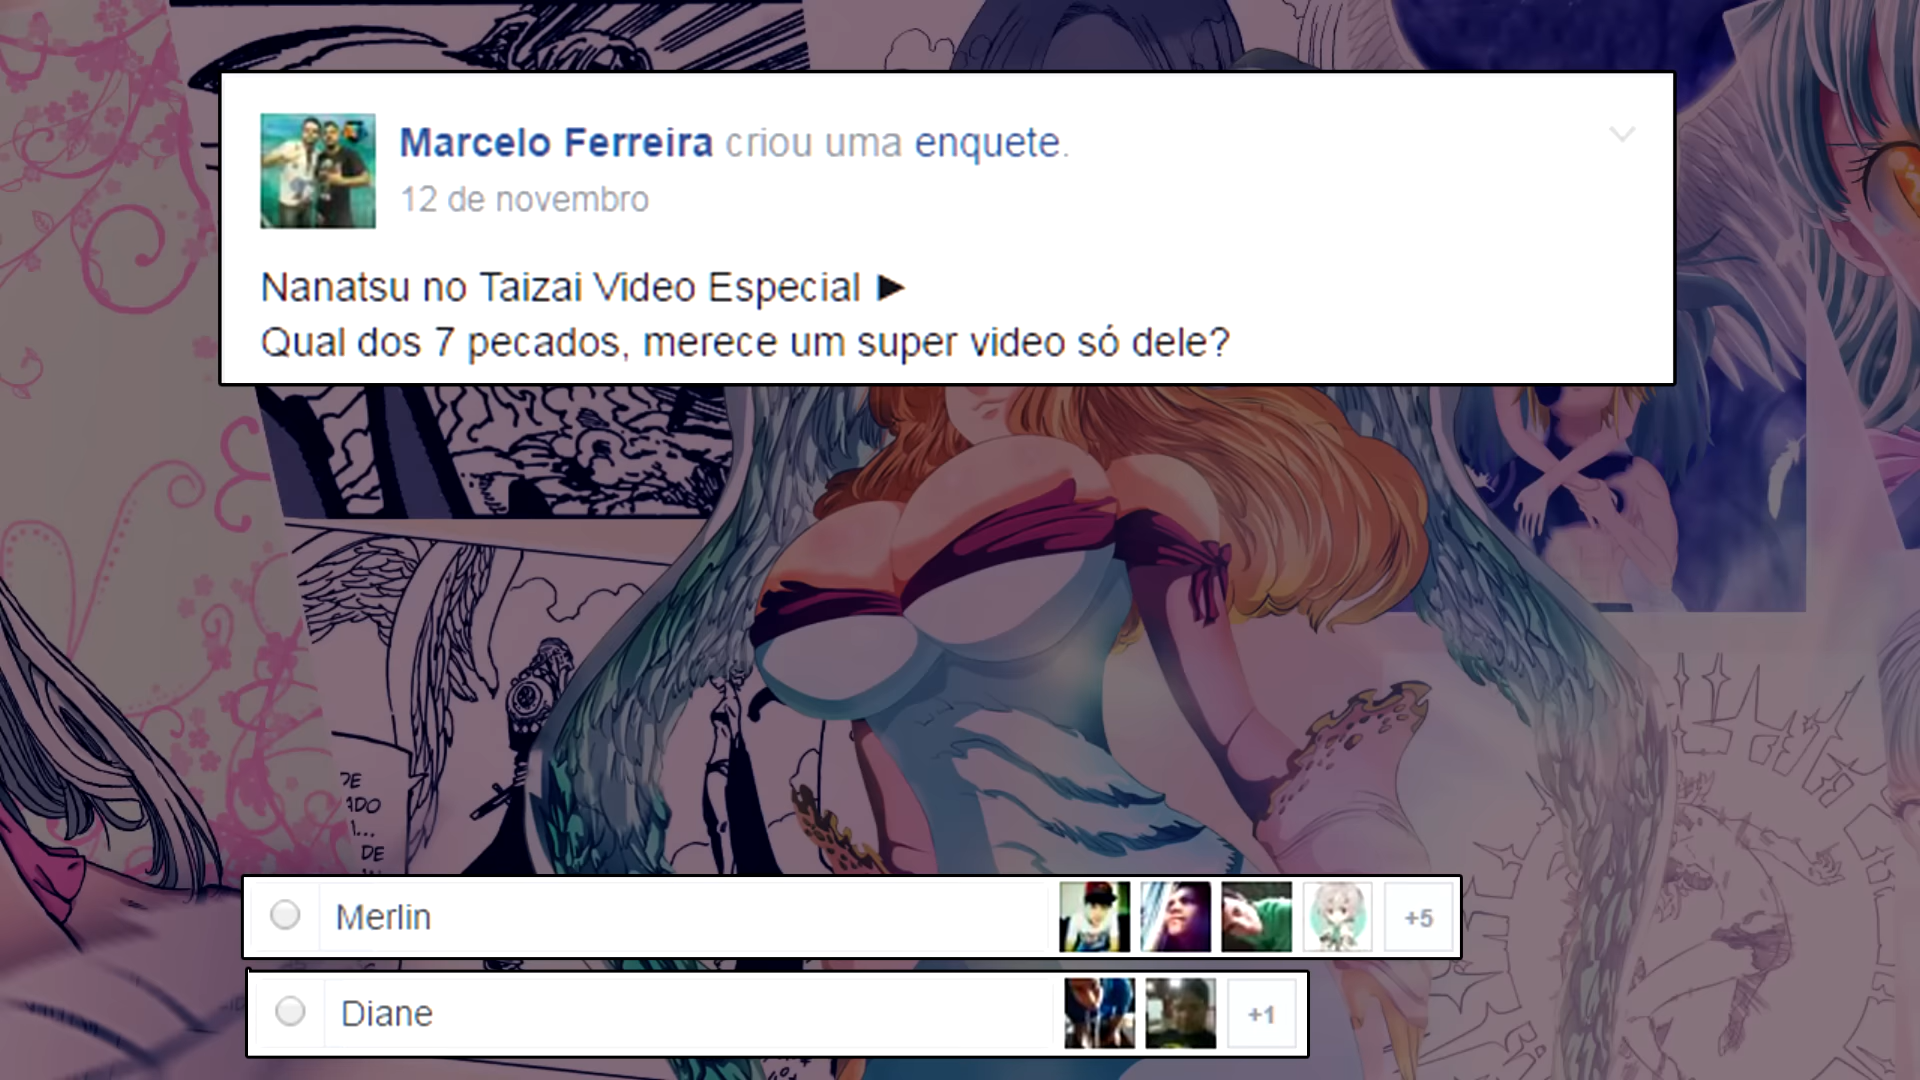 Marcelo Ferreira criou uma enquete.
12 de novembro
Nanatsu no Taizai Video Especial ►
Qual dos 7 pecados, merece um super video só dele?
DE
Merlin
+5
Diane
+1